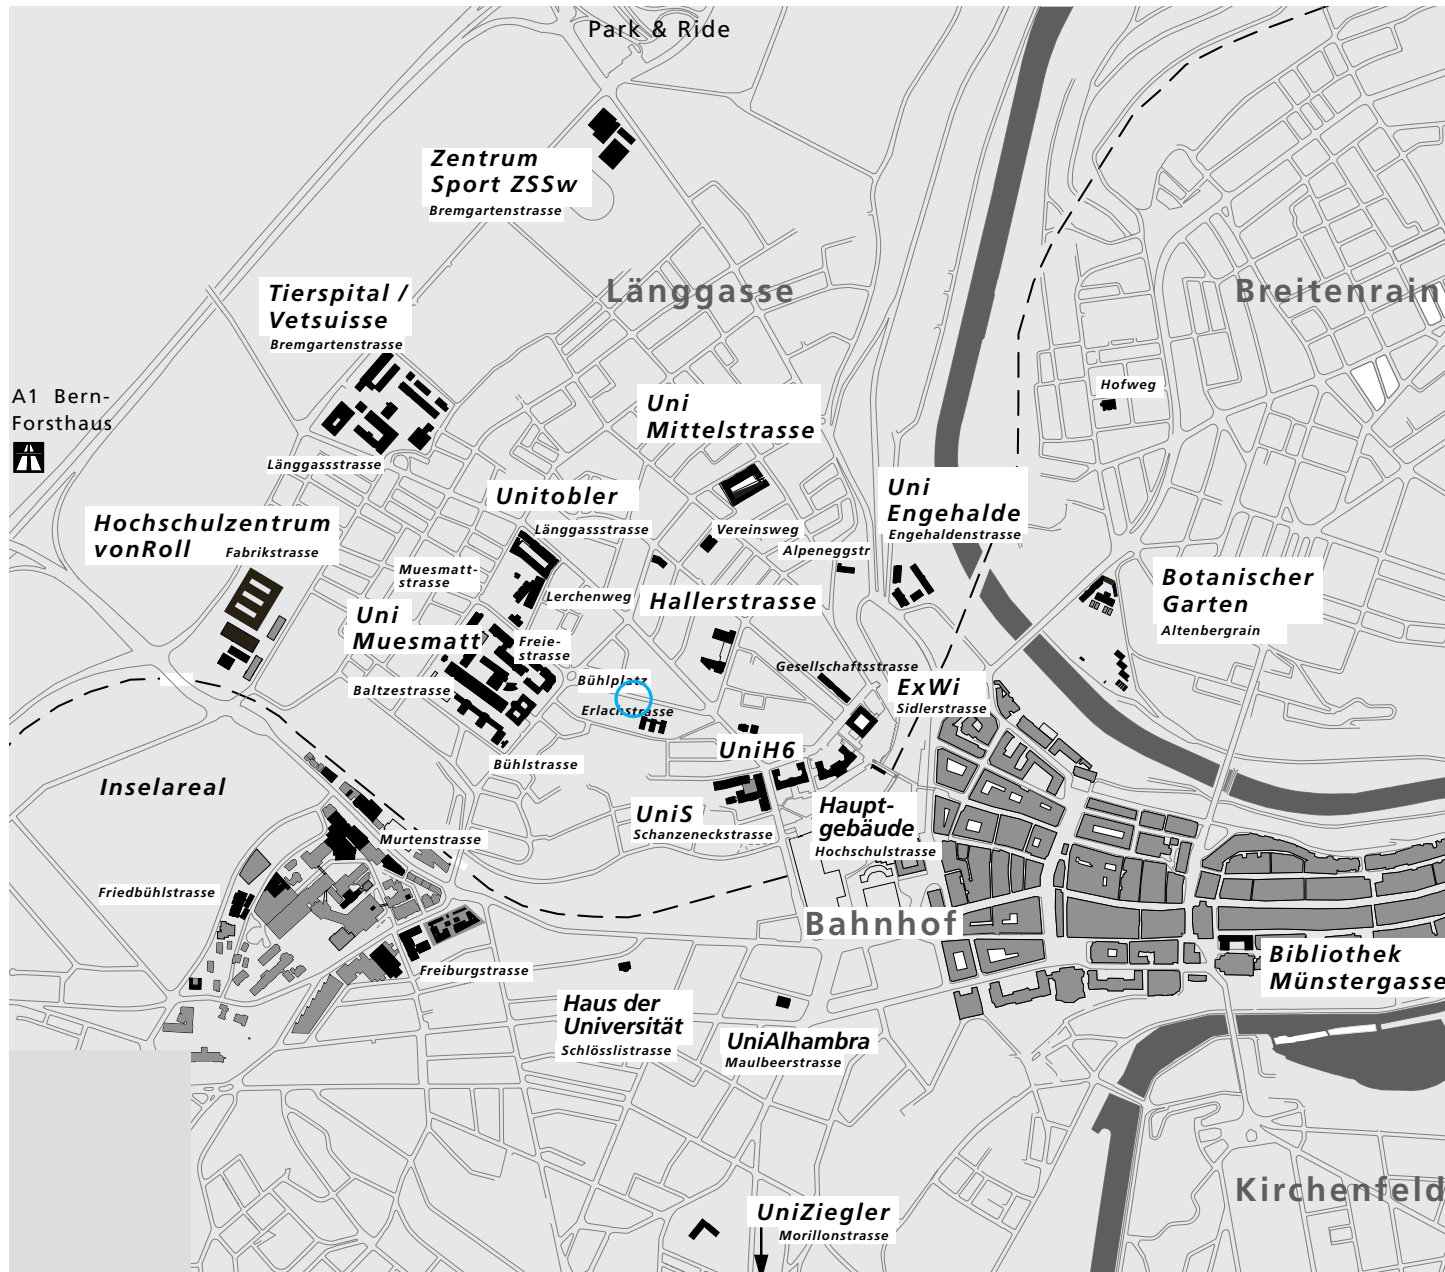 Park & Ride
Zentrum
Sport ZSSw
Bremgartenstrasse
Länggasse
Breitenrain
Tierspital /
Vetsuisse
Bremgartenstrasse
A1 Bern-
Forsthaus
Hofweg
Uni
Mittelstrasse
Länggassstrasse
Unitobler
Länggassstrasse
Vereinsweg
Alpeneggstr
Uni
Engehalde
Engehaldenstrasse
Hochschulzentrum
vonRoll Fabrikstrasse
Muesmatt-
strasse
Lerchenweg
Hallerstrasse
Botanischer
Garten
Altenbergrain
Uni
Muesmatt
Freie-
strasse
Baltzestrasse
Bühlplatz
Erlachstrasse
Gesellschaftsstrasse
ExWi
Sidlerstrasse
Bühlstrasse
UniH6
Inselareal
UniS
Schanzeneckstrasse
Haupt-
gebäude
Hochschulstrasse
Murtenstrasse
Friedbühlstrasse
Bahnhof
Freiburgstrasse
Bibliothek
Münstergasse
Haus der
Universität
Schlösslistrasse
UniAlhambra
Maulbeerstrasse
Kirchenfeld
UniZiegler
Morillonstrasse